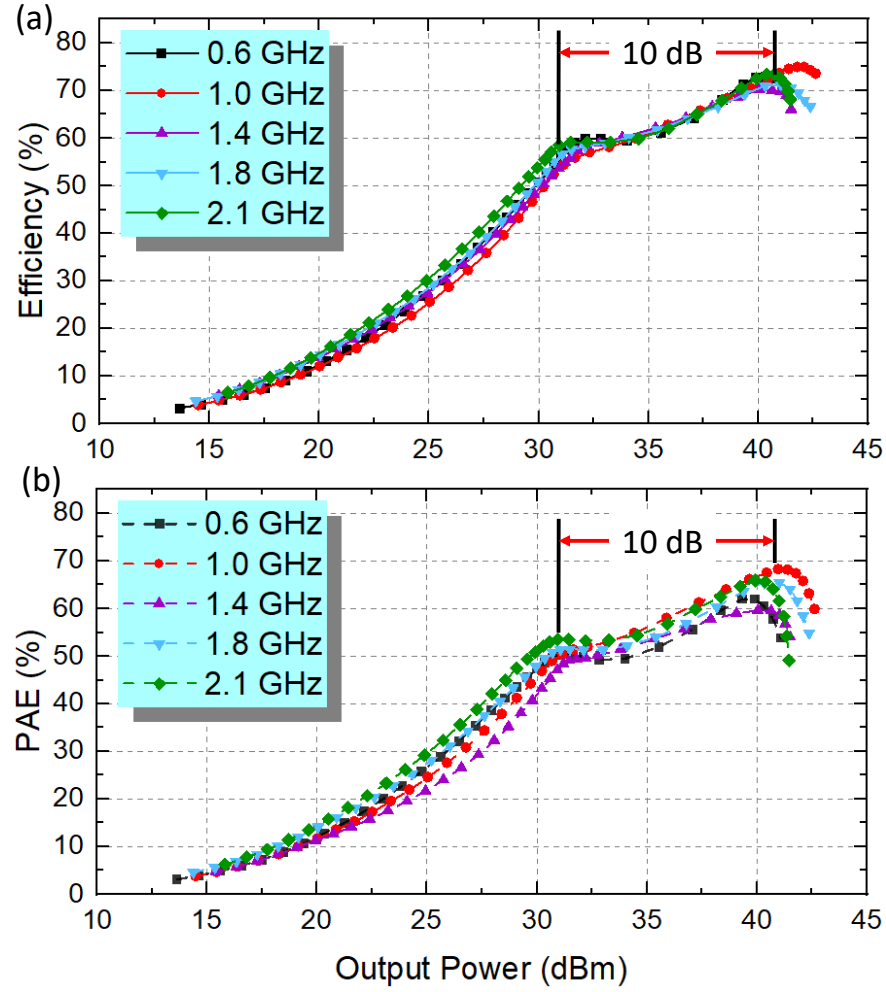 (a)
80
70
60
50
40
30
20
10
0
Efficiency (%)
0.6 GHz
1.0 GHz
1.4 GHz
1.8 GHz
2.1 GHz
10 dB
10 15 20 25 30 35 40 45
(b)
80
70
60
50
40
30
20
10
0
PAE (%)
0.6 GHz
1.0 GHz
1.4 GHz
1.8 GHz
2.1 GHz
10 dB
10 15 20 25 30 35 40 45
Output Power (dBm)